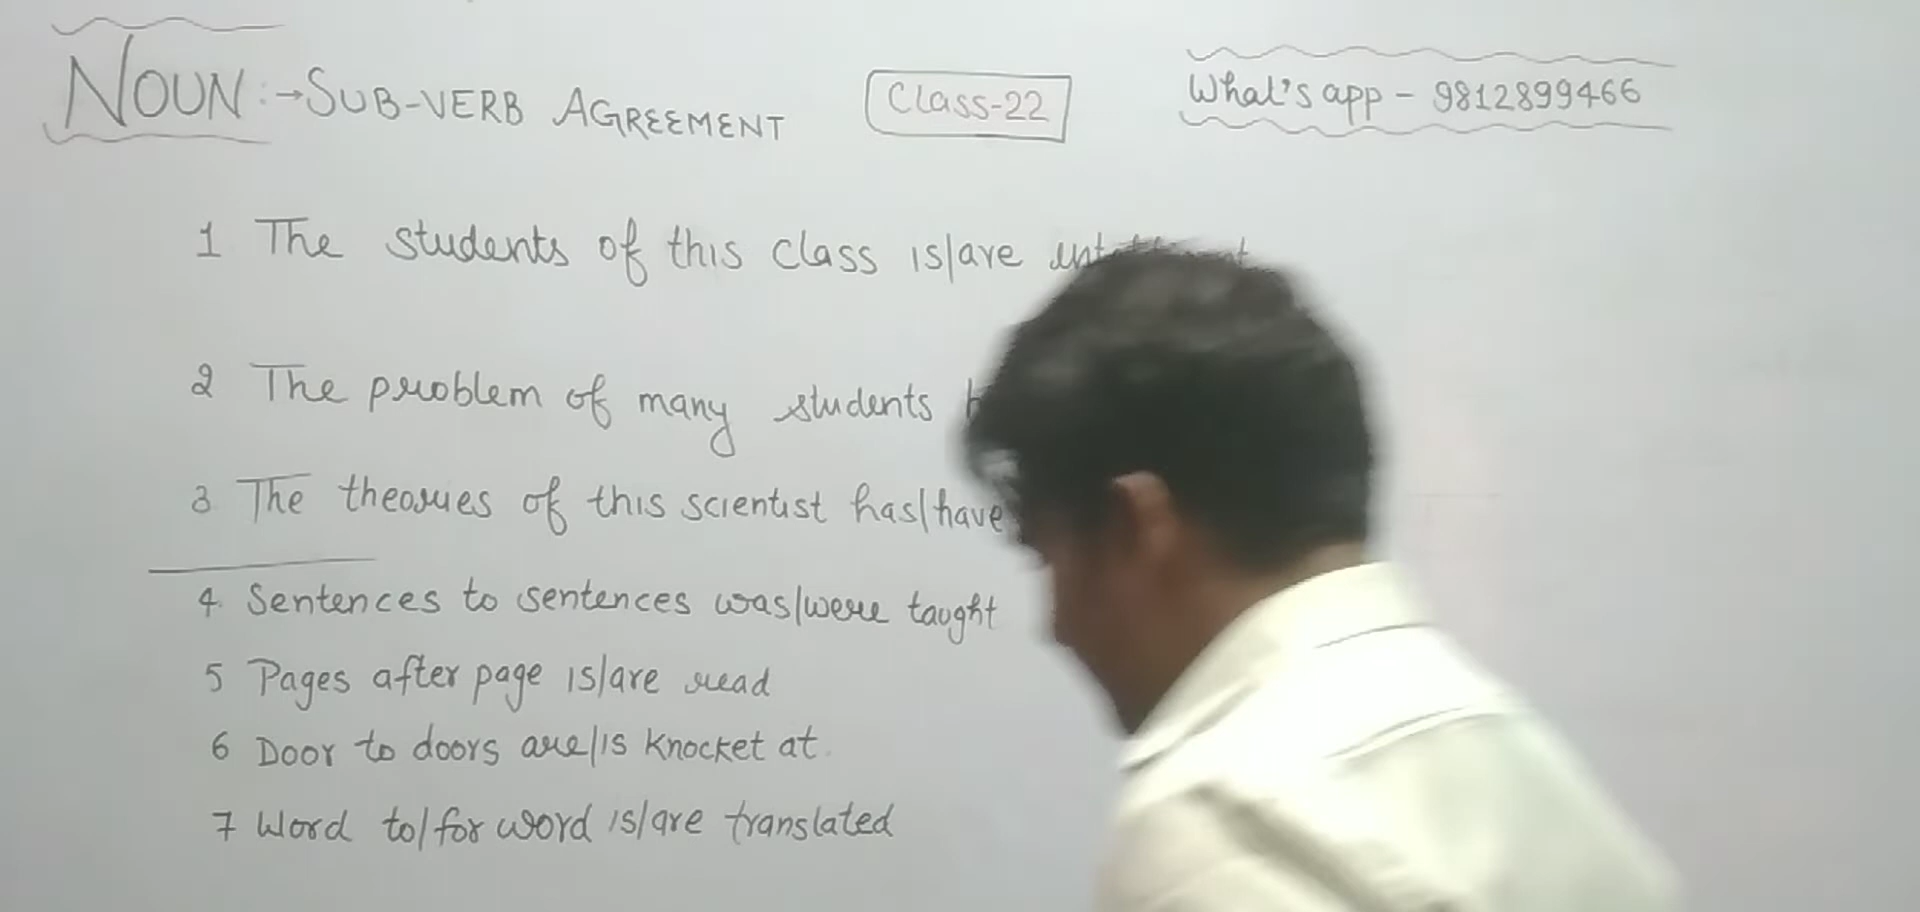 NOUN :→ SUB-VERB AGREEMENT
Class-22
What's app - 9812899466
1 The students of this class is/are
2 The problem of many students
3 The theories of this scientist has/have
4. Sentences to sentences was/were taught
5 Pages after page is/are read
6 Door to doors are/is Knocket at.
7 Word to/for word is/are translated